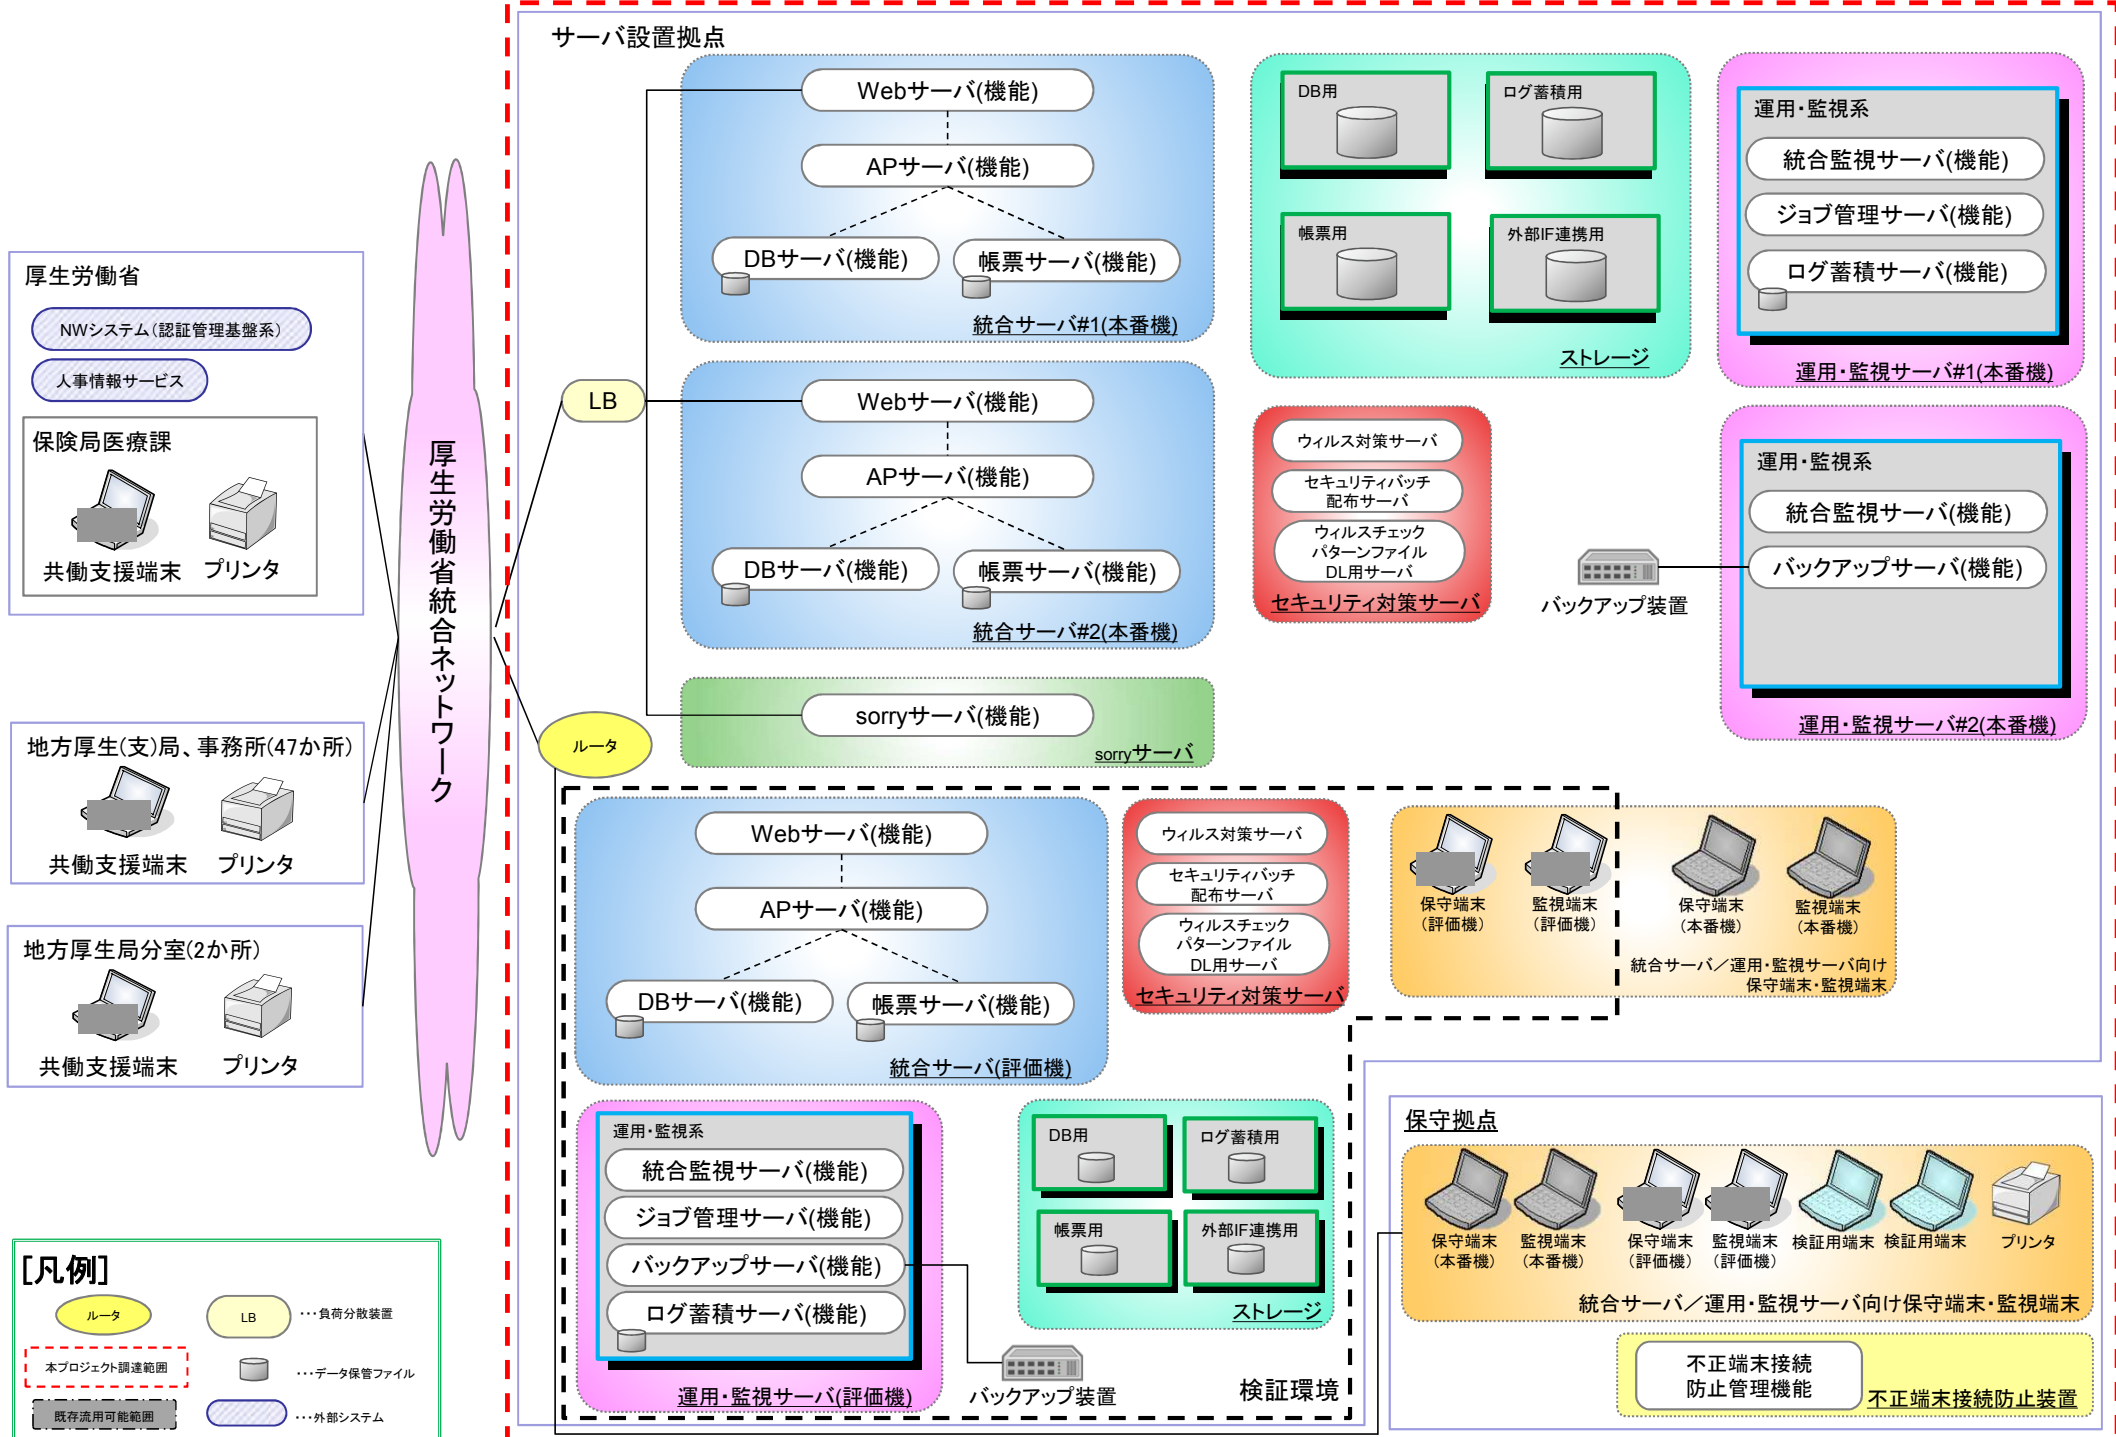 サーバ設置拠点
Webサーバ(機能)
APサーバ(機能)
DBサーバ(機能)
帳票サーバ(機能)
統合サーバ#1(本番機)
DB用
ログ蓄積用
帳票用
外部IF連携用
ストレージ
運用・監視系
統合監視サーバ(機能)
ジョブ管理サーバ(機能)
ログ蓄積サーバ(機能)
運用・監視サーバ#1(本番機)
厚生労働省
NWシステム(認証管理基盤系)
人事情報サービス
保険局医療課
共働支援端末
プリンタ
厚生労働省統合ネットワーク
LB
Webサーバ(機能)
APサーバ(機能)
DBサーバ(機能)
帳票サーバ(機能)
統合サーバ#2(本番機)
ウィルス対策サーバ
セキュリティパッチ
配布サーバ
ウィルスチェック
パターンファイル
DL用サーバ
セキュリティ対策サーバ
バックアップ装置
運用・監視系
統合監視サーバ(機能)
バックアップサーバ(機能)
運用・監視サーバ#2(本番機)
sorryサーバ(機能)
sorryサーバ
ルータ
地方厚生(支)局、事務所(47か所)
共働支援端末
プリンタ
地方厚生局分室(2か所)
共働支援端末
プリンタ
Webサーバ(機能)
APサーバ(機能)
DBサーバ(機能)
帳票サーバ(機能)
統合サーバ(評価機)
ウィルス対策サーバ
セキュリティパッチ
配布サーバ
ウィルスチェック
パターンファイル
DL用サーバ
セキュリティ対策サーバ
保守端末
(評価機)
監視端末
(評価機)
保守端末
(本番機)
監視端末
(本番機)
統合サーバ/運用・監視サーバ向け
保守端末・監視端末
運用・監視系
統合監視サーバ(機能)
ジョブ管理サーバ(機能)
バックアップサーバ(機能)
ログ蓄積サーバ(機能)
運用・監視サーバ(評価機)
DB用
ログ蓄積用
帳票用
外部IF連携用
ストレージ
バックアップ装置
検証環境
保守拠点
保守端末
(本番機)
監視端末
(本番機)
保守端末
(評価機)
監視端末
(評価機)
検証用端末
検証用端末
プリンタ
統合サーバ/運用・監視サーバ向け保守端末・監視端末
不正端末接続
防止管理機能
不正端末接続防止装置
[凡例]
ルータ
LB
・・・負荷分散装置
本プロジェクト調達範囲
・・・データ保管ファイル
既存流用可能範囲
・・・外部システム